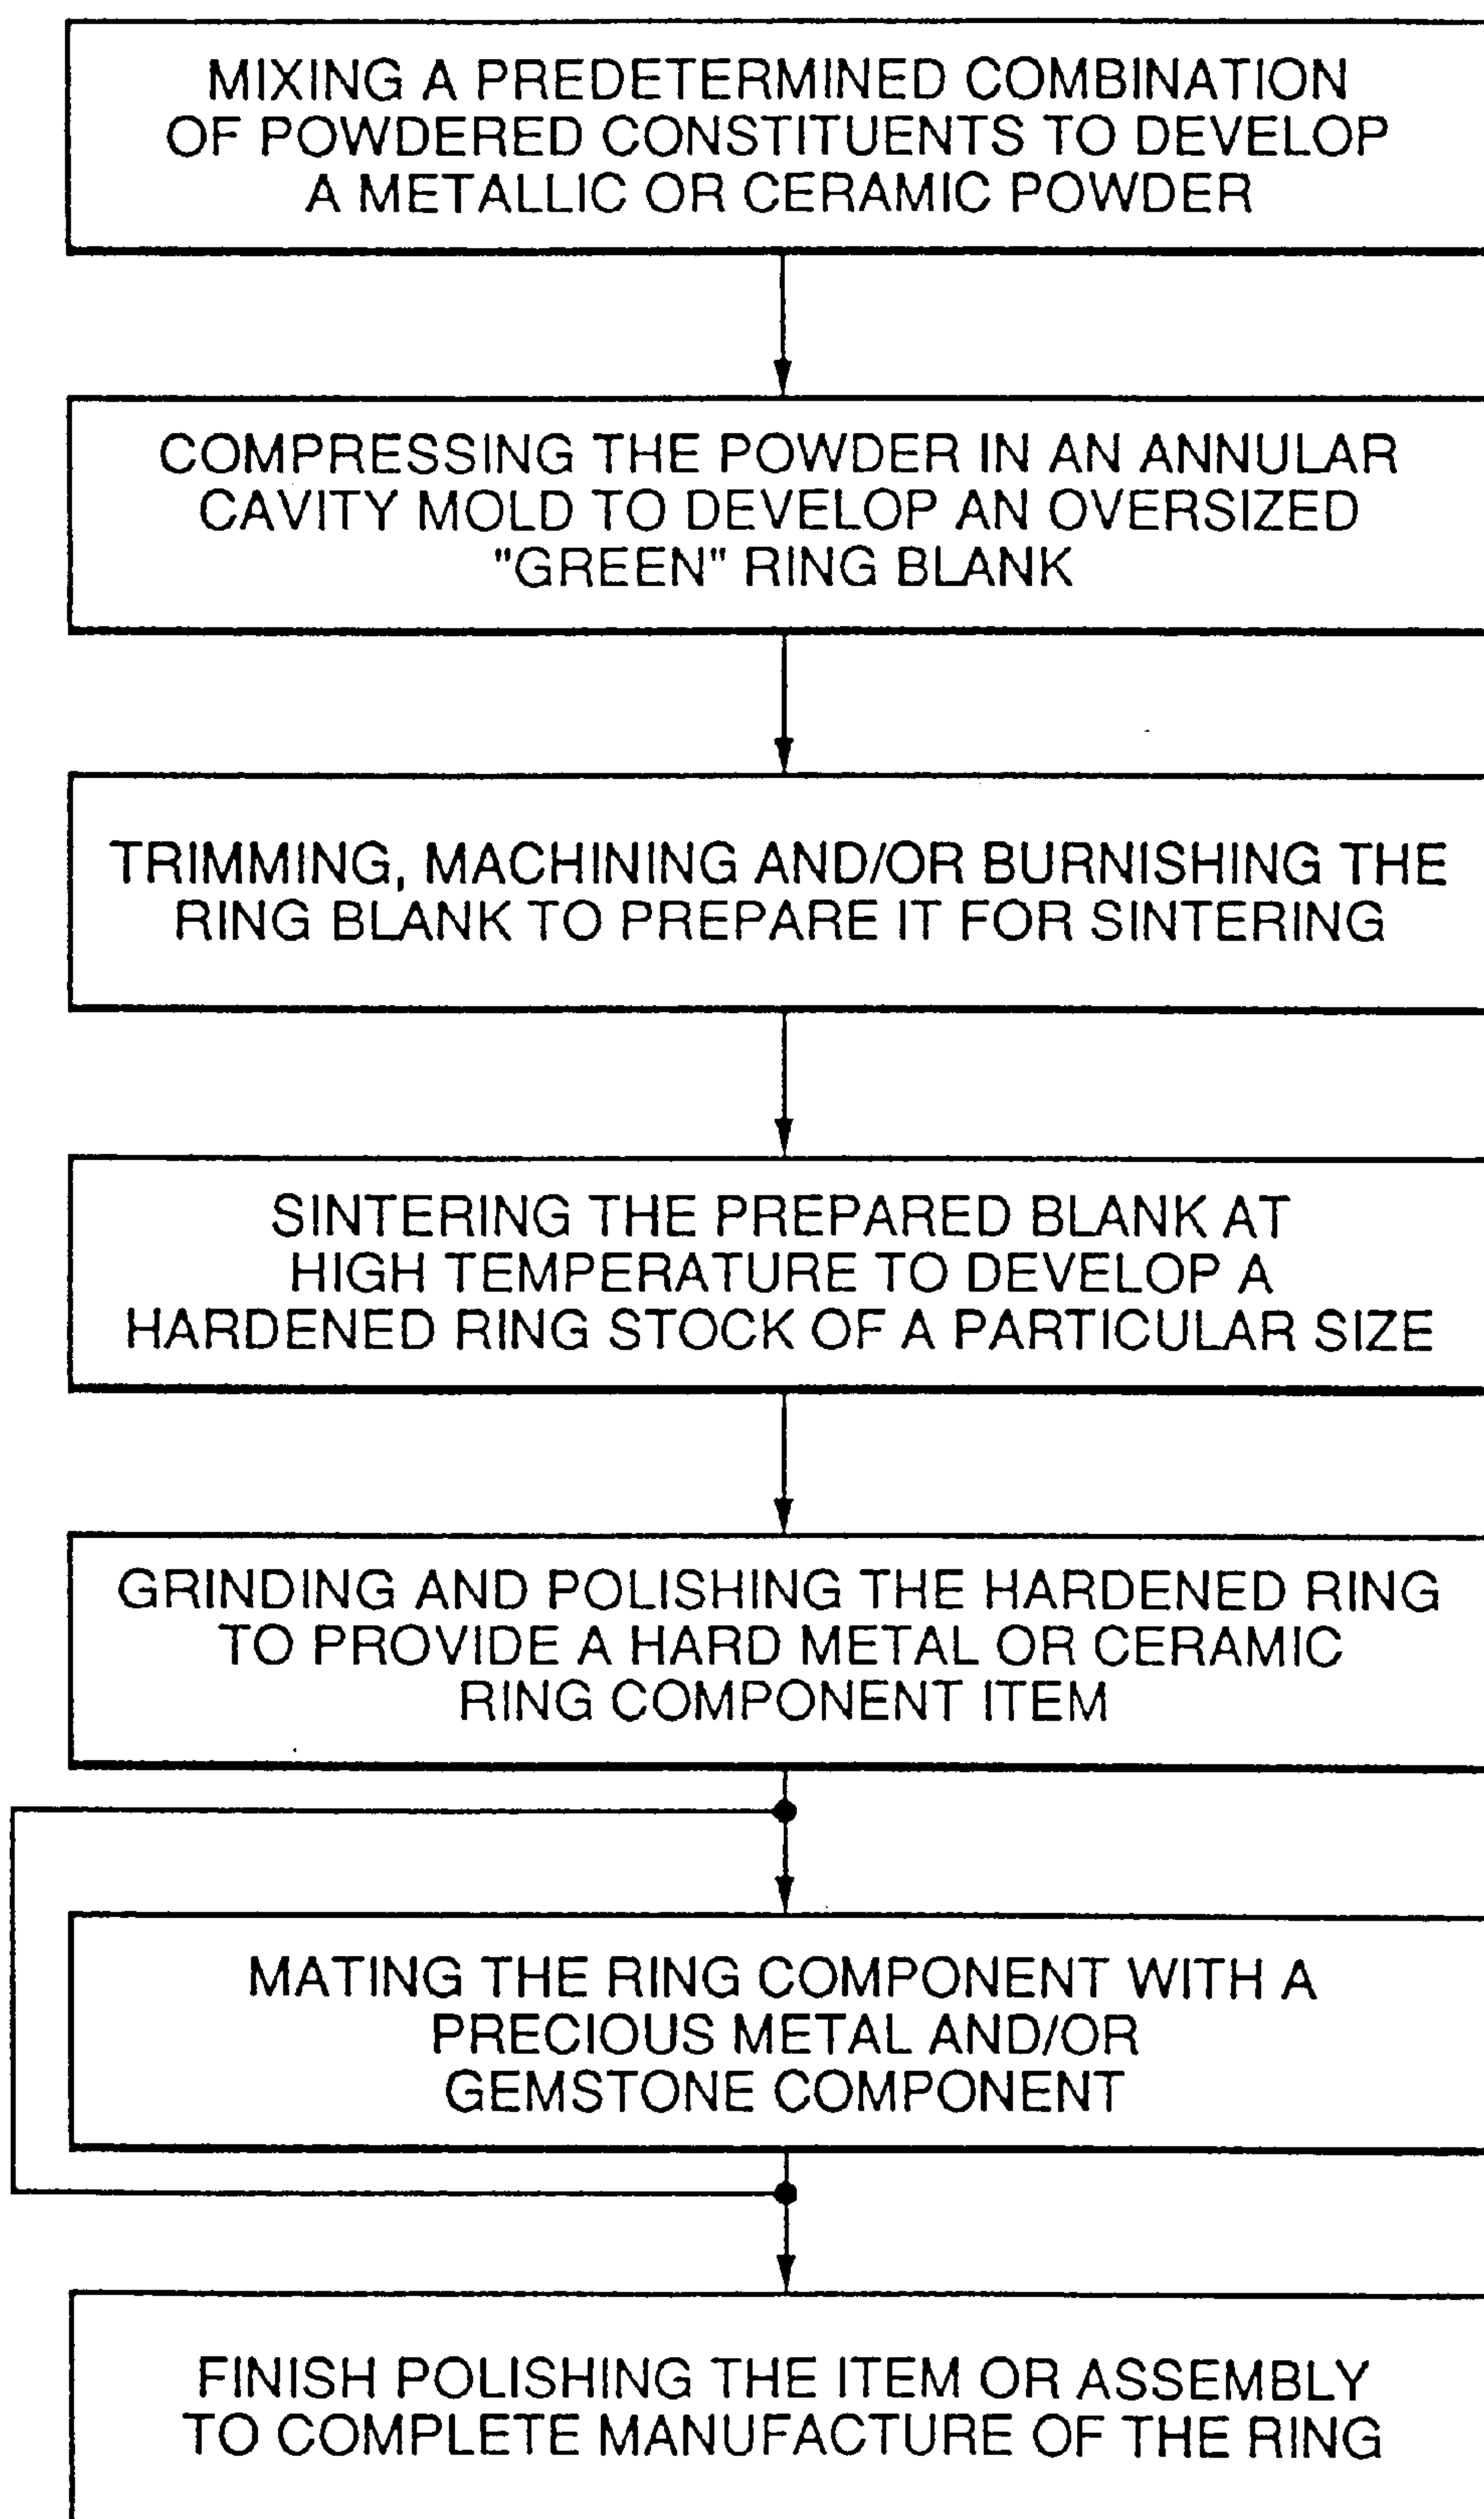 MIXING A PREDETERMINED COMBINATION
OF POWDERED CONSTITUENTS TO DEVELOP
A METALLIC OR CERAMIC POWDER
COMPRESSING THE POWDER IN AN ANNULAR
CAVITY MOLD TO DEVELOP AN OVERSIZED
"GREEN" RING BLANK
TRIMMING, MACHINING AND/OR BURNISHING THE
RING BLANK TO PREPARE IT FOR SINTERING
SINTERING THE PREPARED BLANK AT
HIGH TEMPERATURE TO DEVELOP A
HARDENED RING STOCK OF A PARTICULAR SIZE
GRINDING AND POLISHING THE HARDENED RING
TO PROVIDE A HARD METAL OR CERAMIC
RING COMPONENT ITEM
MATING THE RING COMPONENT WITH A
PRECIOUS METAL AND/OR
GEMSTONE COMPONENT
FINISH POLISHING THE ITEM OR ASSEMBLY
TO COMPLETE MANUFACTURE OF THE RING